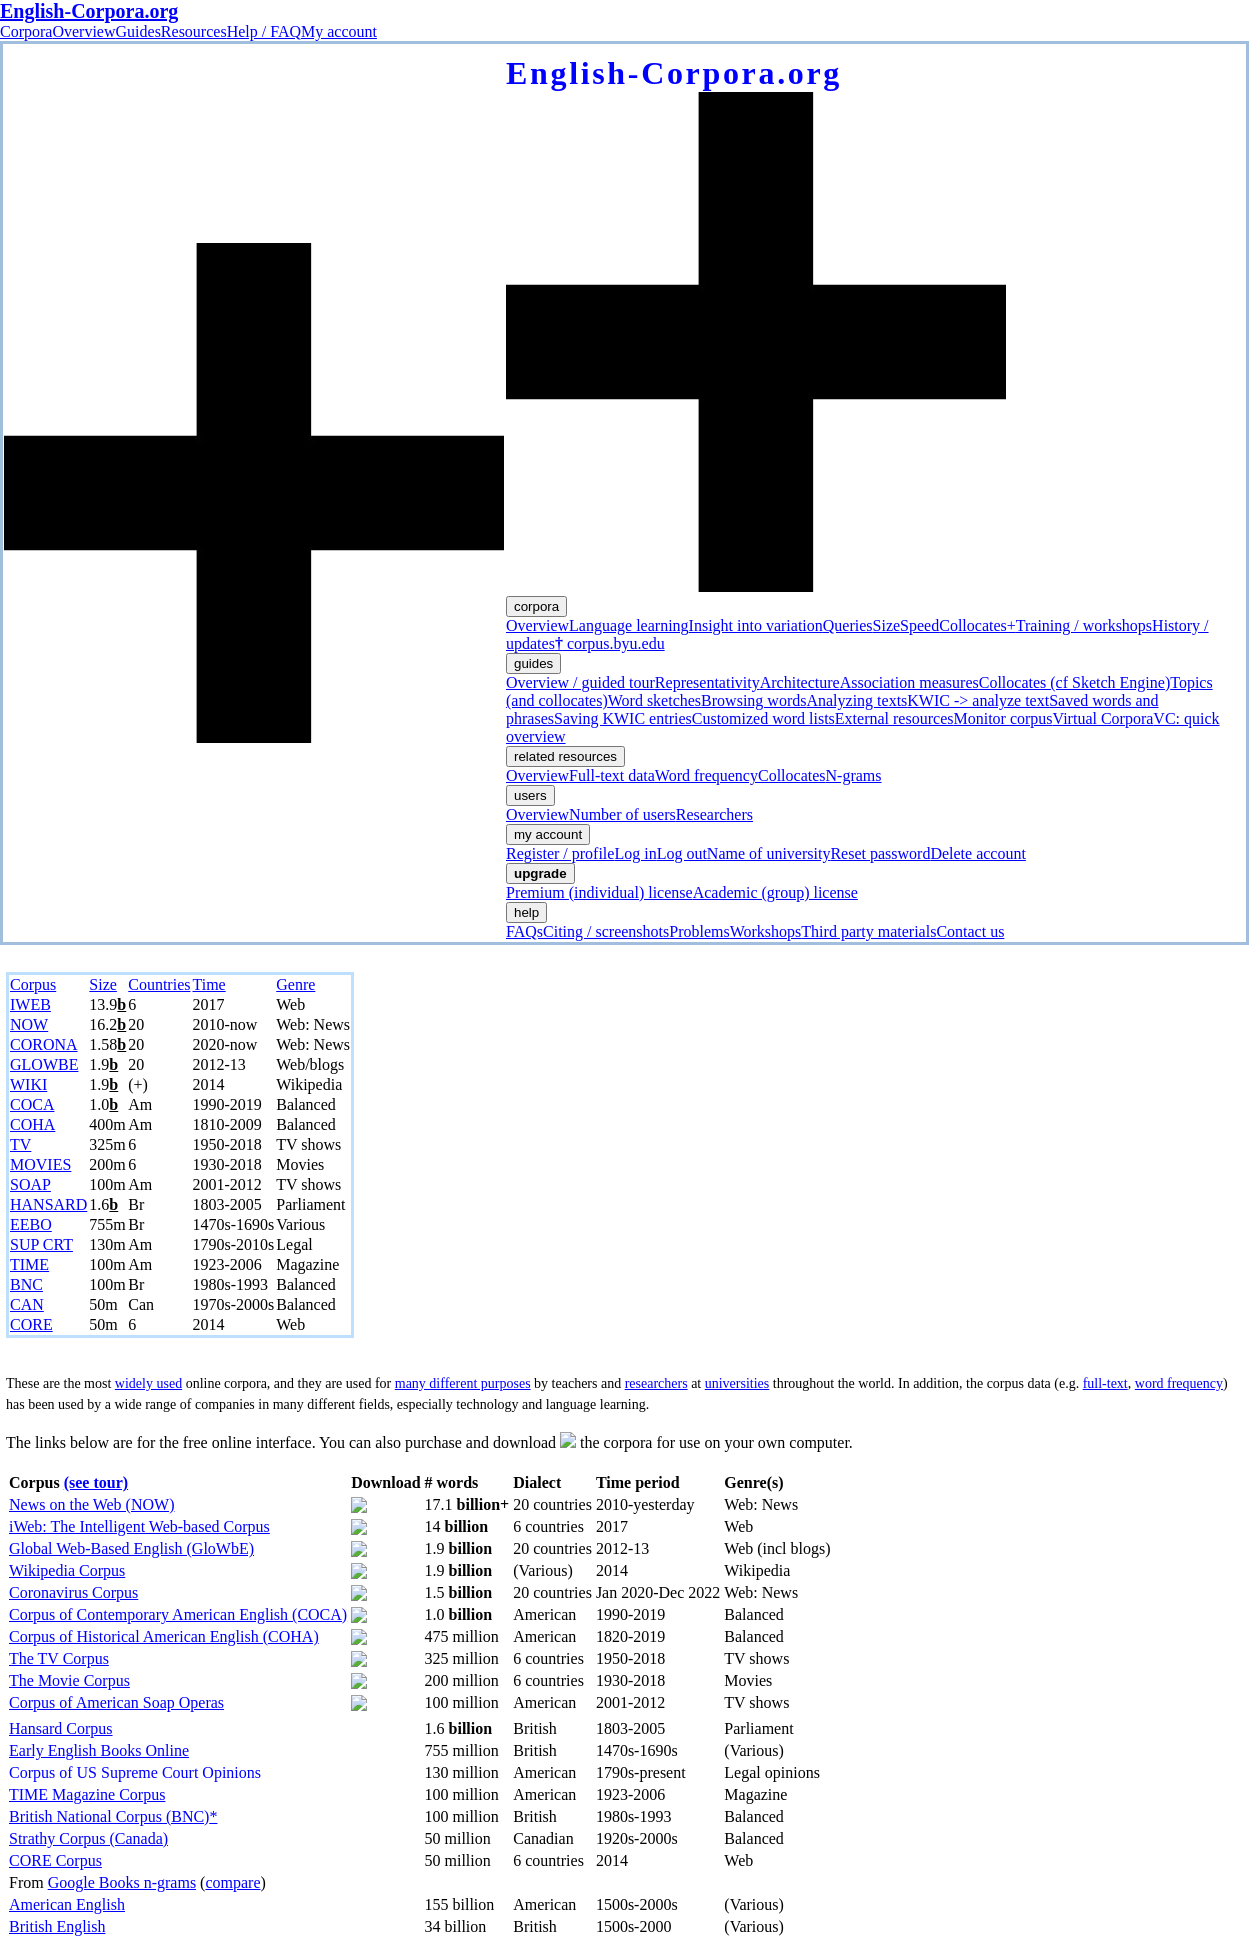 English-Corpora.org
CorporaOverviewGuidesResourcesHelp / FAQMy account
English-Corpora.org
corpora
OverviewLanguage learningInsight into variationQueriesSizeSpeedCollocates+Training / workshopsHistory /
updates† corpus.byu.edu
guides
Overview / guided tourRepresentativityArchitectureAssociation measuresCollocates (cf Sketch Engine)Topics
(and collocates)Word sketchesBrowsing wordsAnalyzing textsKWIC -> analyze textSaved words and
phrasesSaving KWIC entriesCustomized word listsExternal resourcesMonitor corpusVirtual CorporaVC: quick
overview
related resources
OverviewFull-text dataWord frequencyCollocatesN-grams
users
OverviewNumber of usersResearchers
my account
Register / profileLog inLog outName of universityReset passwordDelete account
upgrade
Premium (individual) licenseAcademic (group) license
help
FAQsCiting / screenshotsProblemsWorkshopsThird party materialsContact us
Corpus Size Countries Time Genre
IWEB 13.9b 6 2017 Web
NOW 16.2b 20 2010-now Web: News
CORONA 1.58b 20 2020-now Web: News
GLOWBE 1.9b 20 2012-13 Web/blogs
WIKI 1.9b (+) 2014 Wikipedia
COCA 1.0b Am 1990-2019 Balanced
COHA 400m Am 1810-2009 Balanced
TV 325m 6 1950-2018 TV shows
MOVIES 200m 6 1930-2018 Movies
SOAP 100m Am 2001-2012 TV shows
HANSARD 1.6b Br 1803-2005 Parliament
EEBO 755m Br 1470s-1690s Various
SUP CRT 130m Am 1790s-2010s Legal
TIME 100m Am 1923-2006 Magazine
BNC 100m Br 1980s-1993 Balanced
CAN 50m Can 1970s-2000s Balanced
CORE 50m 6 2014 Web
These are the most widely used online corpora, and they are used for many different purposes by teachers and researchers at universities throughout the world. In addition, the corpus data (e.g. full-text, word frequency)
has been used by a wide range of companies in many different fields, especially technology and language learning.
The links below are for the free online interface. You can also purchase and download the corpora for use on your own computer.
Corpus (see tour) Download # words Dialect Time period Genre(s)
News on the Web (NOW) 17.1 billion+ 20 countries 2010-yesterday Web: News
iWeb: The Intelligent Web-based Corpus 14 billion 6 countries 2017 Web
Global Web-Based English (GloWbE) 1.9 billion 20 countries 2012-13 Web (incl blogs)
Wikipedia Corpus 1.9 billion (Various) 2014 Wikipedia
Coronavirus Corpus 1.5 billion 20 countries Jan 2020-Dec 2022 Web: News
Corpus of Contemporary American English (COCA) 1.0 billion American 1990-2019 Balanced
Corpus of Historical American English (COHA) 475 million American 1820-2019 Balanced
The TV Corpus 325 million 6 countries 1950-2018 TV shows
The Movie Corpus 200 million 6 countries 1930-2018 Movies
Corpus of American Soap Operas 100 million American 2001-2012 TV shows
Hansard Corpus 1.6 billion British 1803-2005 Parliament
Early English Books Online 755 million British 1470s-1690s (Various)
Corpus of US Supreme Court Opinions 130 million American 1790s-present Legal opinions
TIME Magazine Corpus 100 million American 1923-2006 Magazine
British National Corpus (BNC)* 100 million British 1980s-1993 Balanced
Strathy Corpus (Canada) 50 million Canadian 1920s-2000s Balanced
CORE Corpus 50 million 6 countries 2014 Web
From Google Books n-grams (compare)
American English 155 billion American 1500s-2000s (Various)
British English 34 billion British 1500s-2000 (Various)